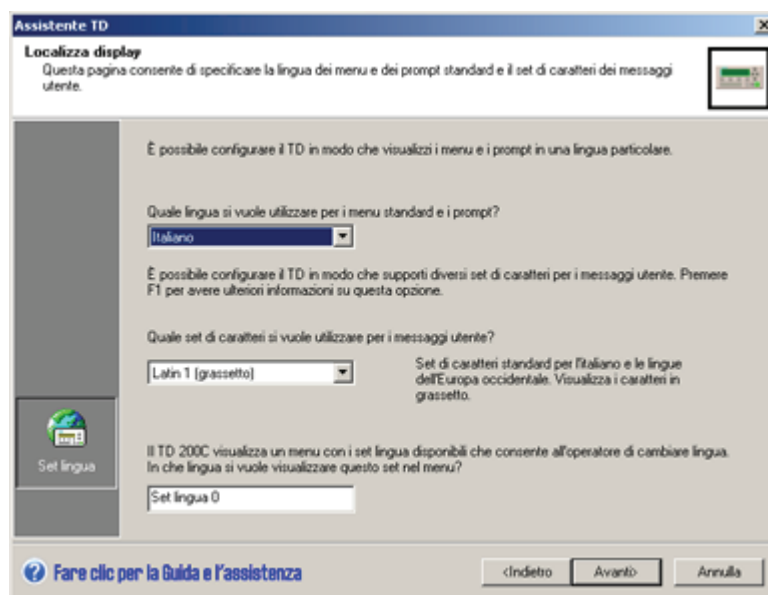 Assistente TD
Localizza display
Questa pagina consente di specificare la lingua dei menu e dei prompt standard e il set di caratteri dei messaggi
utente.
È possibile configurare il TD in modo che visualizzi i menu e i prompt in una lingua particolare.
Quale lingua si vuole utilizzare per i menu standard e i prompt?
Italiano
È possibile configurare il TD in modo che supporti diversi set di caratteri per i messaggi utente. Premere
F1 per avere ulteriori informazioni su questa opzione.
Quale set di caratteri si vuole utilizzare per i messaggi utente?
Latin 1 (grassetto)
Set di caratteri standard per l'italiano e le lingue
dell'Europa occidentale. Visualizza i caratteri in
grassetto.
Set lingua
Il TD 200C visualizza un menu con i set lingua disponibili che consente all'operatore di cambiare lingua.
In che lingua si vuole visualizzare questo set nel menu?
Set lingua 0
Fare clic per la Guida e l'assistenza
<Indietro
Avanti>
Annulla